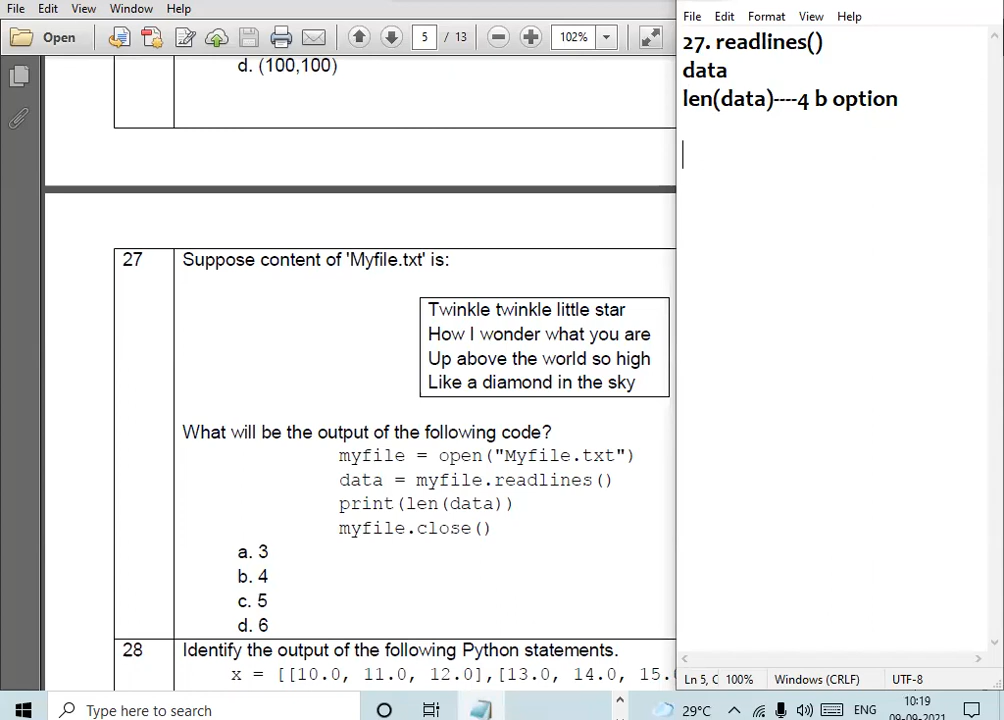 File Edit View Window Help
Open 5 / 13 102%
d. (100,100)
27 Suppose content of 'Myfile.txt' is:
Twinkle twinkle little star
How I wonder what you are
Up above the world so high
Like a diamond in the sky
What will be the output of the following code?
myfile = open("Myfile.txt")
data = myfile.readlines()
print(len(data))
myfile.close()
a. 3
b. 4
c. 5
d. 6
28 Identify the output of the following Python statements.
x = [[10.0, 11.0, 12.0],[13.0, 14.0, 15.
File Edit Format View Help
27. readlines()
data
len(data)----4 b option
Ln 5, C 100% Windows (CRLF) UTF-8
Type here to search
29°C ENG
10:19
09-09-2021